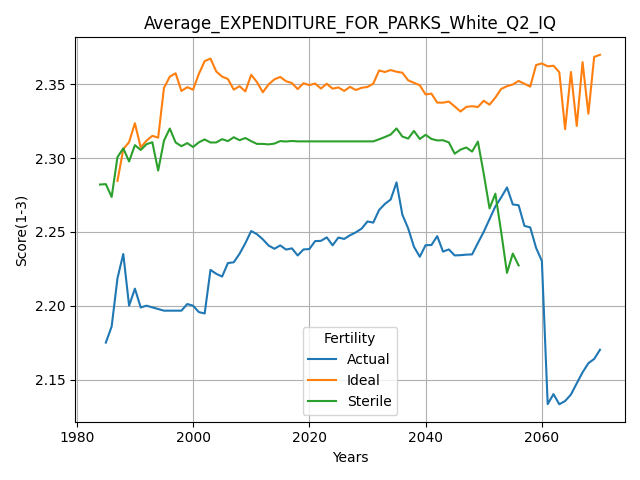 Average_EXPENDITURE_FOR_PARKS_White_Q2_IQ
Score(1-3)
2.35
2.30
2.25
2.20
2.15
Fertility
Actual
Ideal
Sterile
1980
2000
2020
2040
2060
Years